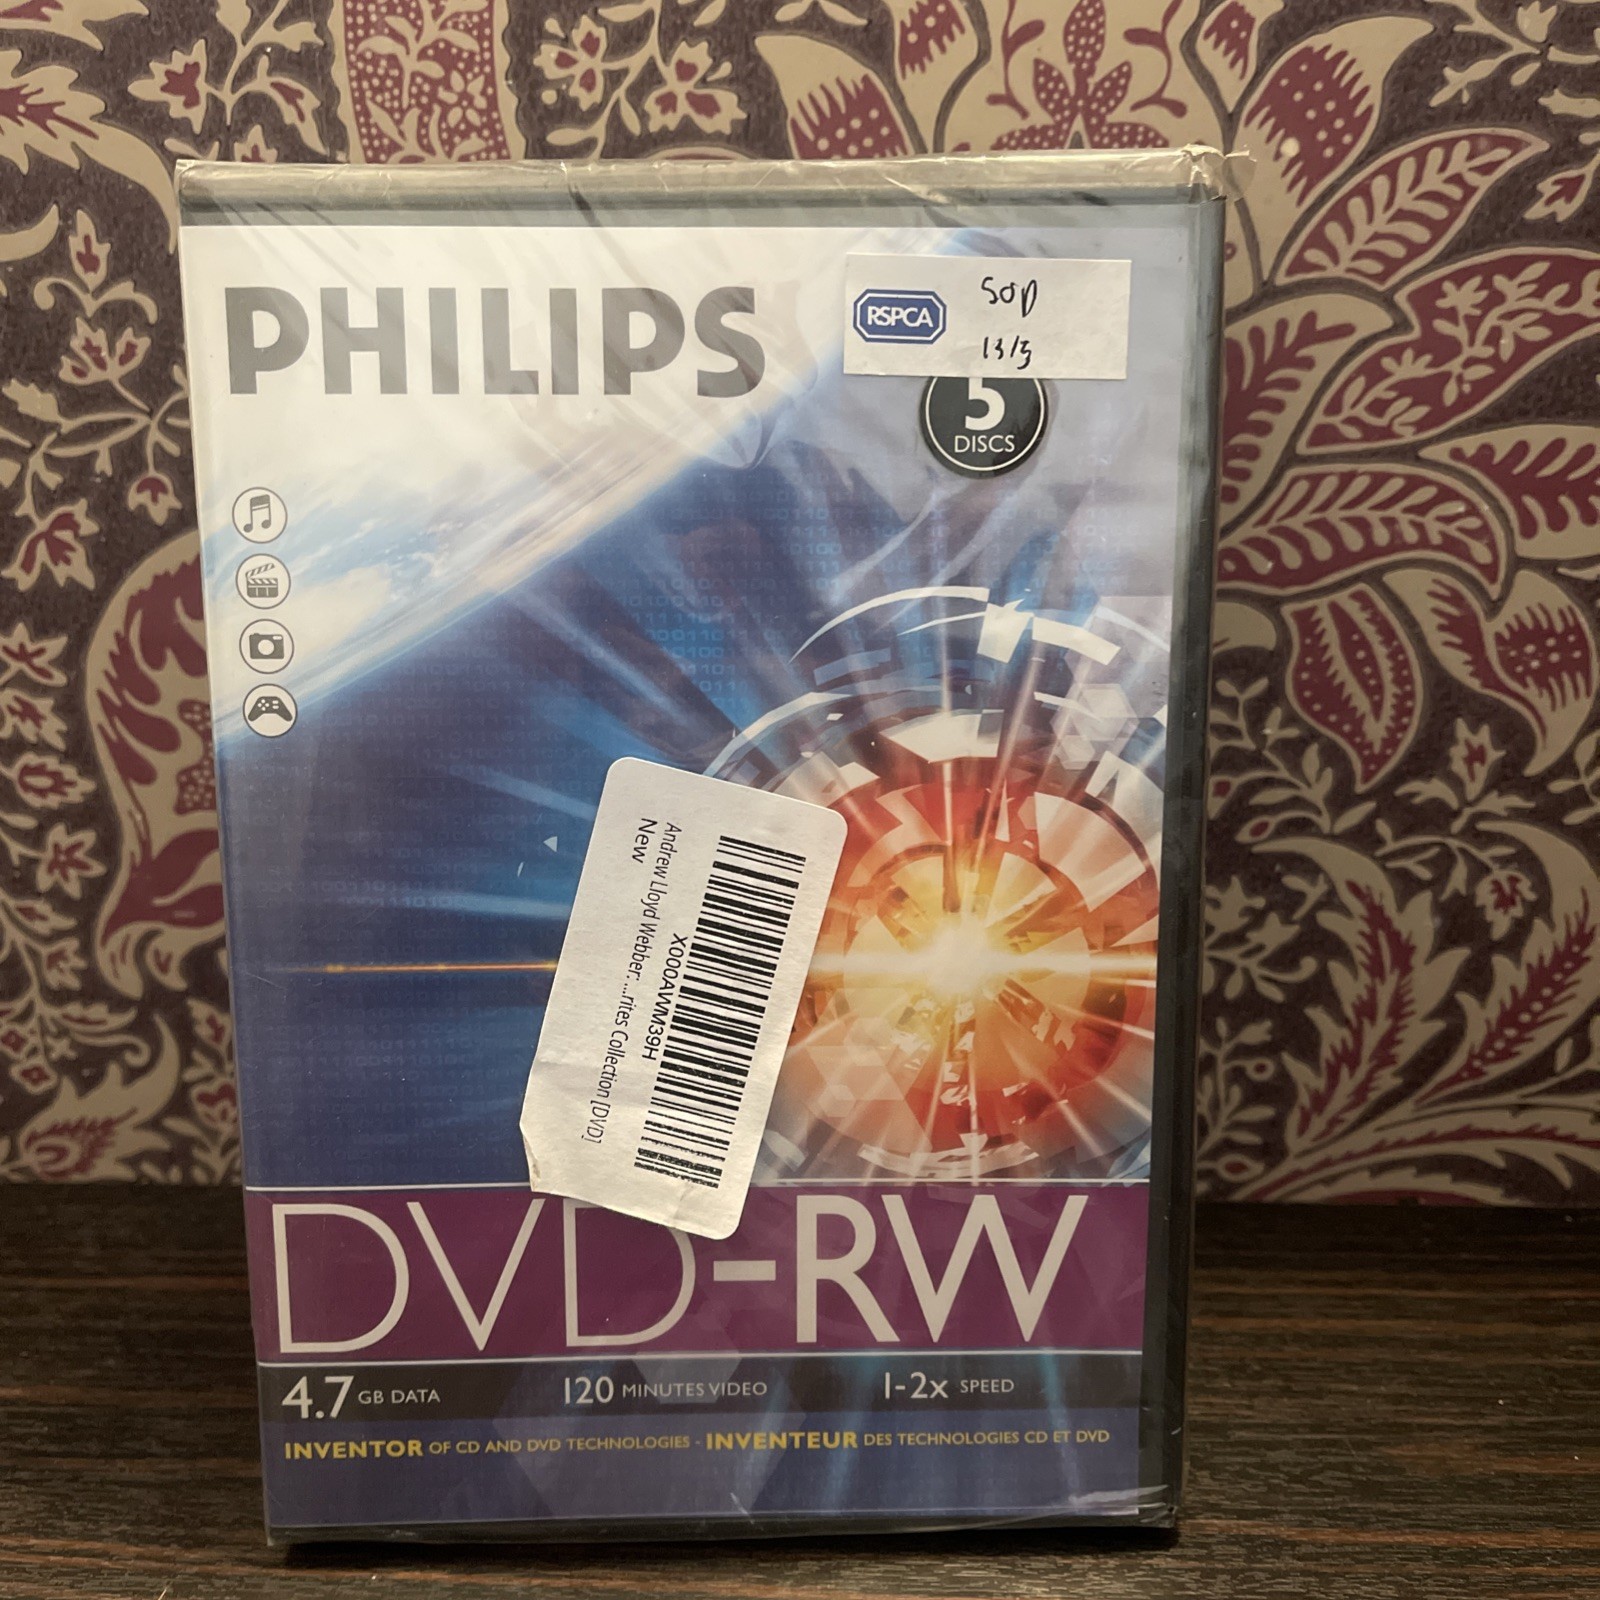 PHILIPS
RSPCA
50p
13/3
5
DISCS
Andrew Lloyd Webber: ...rites Collection [DVD]
New
X000AWM39H
DVD-RW
4.7 GB DATA 120 MINUTES VIDEO 1-2x SPEED
INVENTOR OF CD AND DVD TECHNOLOGIES - INVENTEUR DES TECHNOLOGIES CD ET DVD